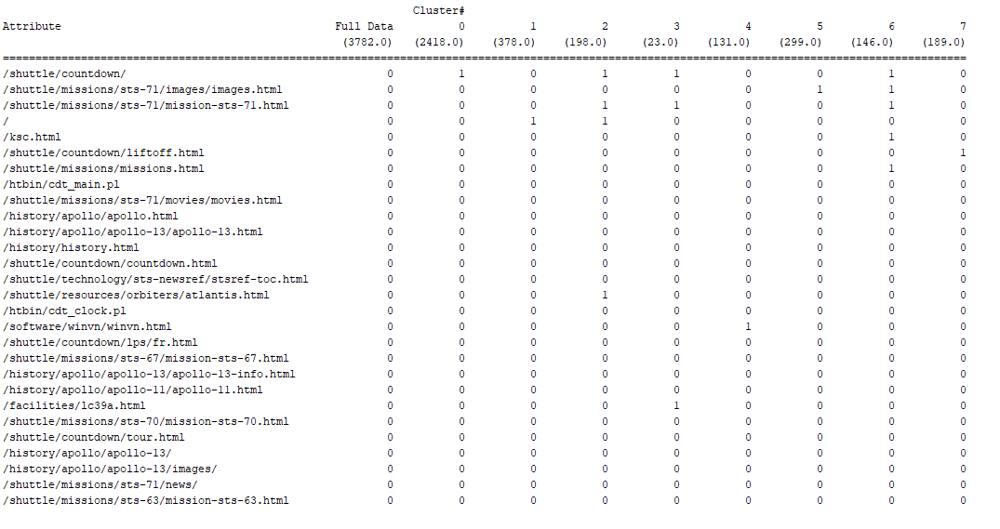 Cluster#
Attribute Full Data 0 1 2 3 4 5 6 7
(3782.0) (2418.0) (378.0) (198.0) (23.0) (131.0) (299.0) (146.0) (189.0)
==========================================================================================
/shuttle/countdown/ 0 1 0 1 1 0 0 1 0
/shuttle/missions/sts-71/images/images.html 0 0 0 0 0 0 1 1 0
/shuttle/missions/sts-71/mission-sts-71.html 0 0 0 1 1 0 0 1 0
/ 0 0 1 1 0 0 0 0 0
/ksc.html 0 0 0 0 0 0 0 1 0
/shuttle/countdown/liftoff.html 0 0 0 0 0 0 0 0 1
/shuttle/missions/missions.html 0 0 0 0 0 0 0 1 0
/htbin/cdt_main.pl 0 0 0 0 0 0 0 0 0
/shuttle/missions/sts-71/movies/movies.html 0 0 0 0 0 0 0 0 0
/history/apollo/apollo.html 0 0 0 0 0 0 0 0 0
/history/apollo/apollo-13/apollo-13.html 0 0 0 0 0 0 0 0 0
/history/history.html 0 0 0 0 0 0 0 0 0
/shuttle/countdown/countdown.html 0 0 0 0 0 0 0 0 0
/shuttle/technology/sts-newsref/stsref-toc.html 0 0 0 0 0 0 0 0 0
/shuttle/resources/orbiters/atlantis.html 0 0 0 1 0 0 0 0 0
/htbin/cdt_clock.pl 0 0 0 0 0 0 0 0 0
/software/winvn/winvn.html 0 0 0 0 0 1 0 0 0
/shuttle/countdown/lps/fr.html 0 0 0 0 0 0 0 0 0
/shuttle/missions/sts-67/mission-sts-67.html 0 0 0 0 0 0 0 0 0
/history/apollo/apollo-13/apollo-13-info.html 0 0 0 0 0 0 0 0 0
/history/apollo/apollo-11/apollo-11.html 0 0 0 0 0 0 0 0 0
/facilities/lc39a.html 0 0 0 0 1 0 0 0 0
/shuttle/missions/sts-70/mission-sts-70.html 0 0 0 0 0 0 0 0 0
/shuttle/countdown/tour.html 0 0 0 0 0 0 0 0 0
/history/apollo/apollo-13/ 0 0 0 0 0 0 0 0 0
/history/apollo/apollo-13/images/ 0 0 0 0 0 0 0 0 0
/shuttle/missions/sts-71/news/ 0 0 0 0 0 0 0 0 0
/shuttle/missions/sts-63/mission-sts-63.html 0 0 0 0 0 0 0 0 0